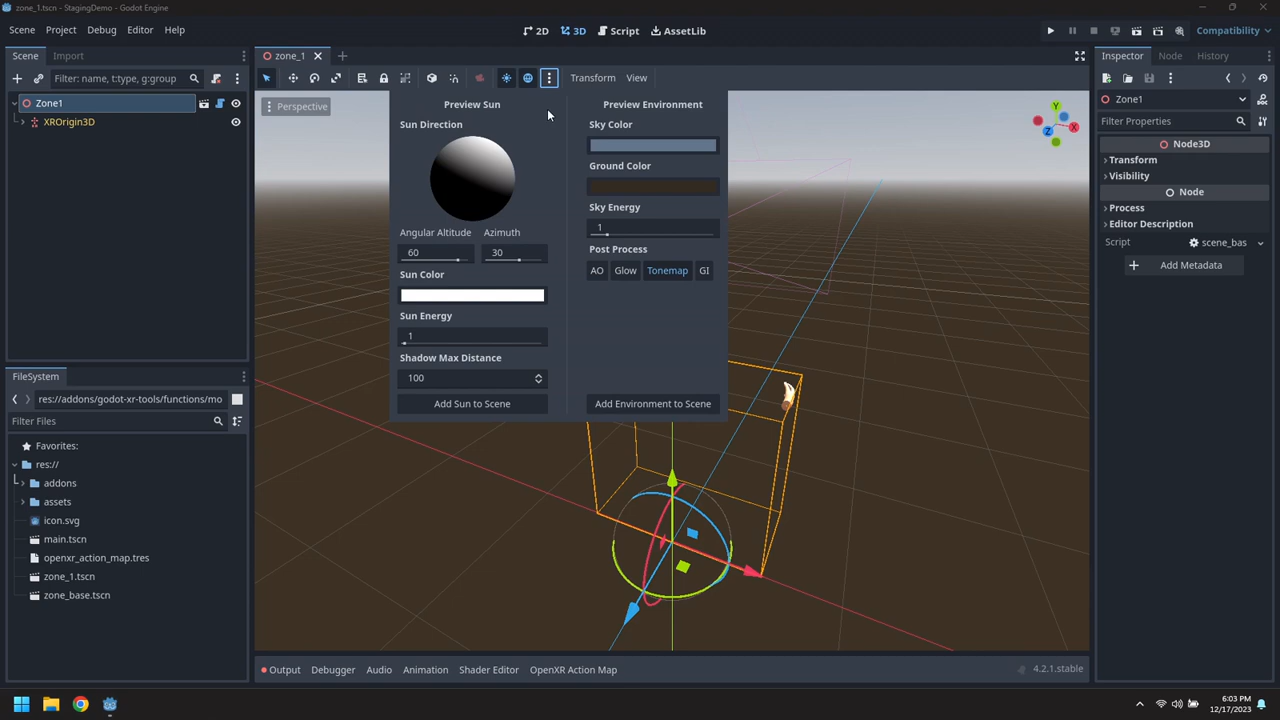 zone_1.tscn - StagingDemo - Godot Engine
Scene Project Debug Editor Help
2D 3D Script AssetLib
Compatibility
Scene Import
Filter: name, t:type, g:group
Zone1
XROrigin3D
zone_1
Transform View
Perspective
Preview Sun
Sun Direction
Angular Altitude Azimuth
60 30
Sun Color
Sun Energy
1
Shadow Max Distance
100
Add Sun to Scene
Preview Environment
Sky Color
Ground Color
Sky Energy
1
Post Process
AO Glow Tonemap GI
Add Environment to Scene
Y
X
Z
Inspector Node History
Zone1
Filter Properties
Node3D
Transform
Visibility
Node
Process
Editor Description
Script scene_bas
Add Metadata
FileSystem
res://addons/godot-xr-tools/functions/mo
Filter Files
Favorites:
res://
addons
assets
icon.svg
main.tscn
openxr_action_map.tres
zone_1.tscn
zone_base.tscn
Output Debugger Audio Animation Shader Editor OpenXR Action Map
4.2.1.stable
6:03 PM
12/17/2023